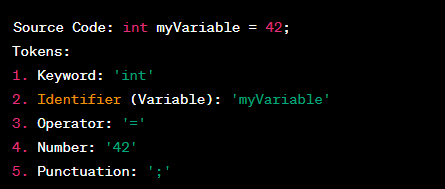 Source Code: int myVariable = 42;
Tokens:
1. Keyword: 'int'
2. Identifier (Variable): 'myVariable'
3. Operator: '='
4. Number: '42'
5. Punctuation: ';'